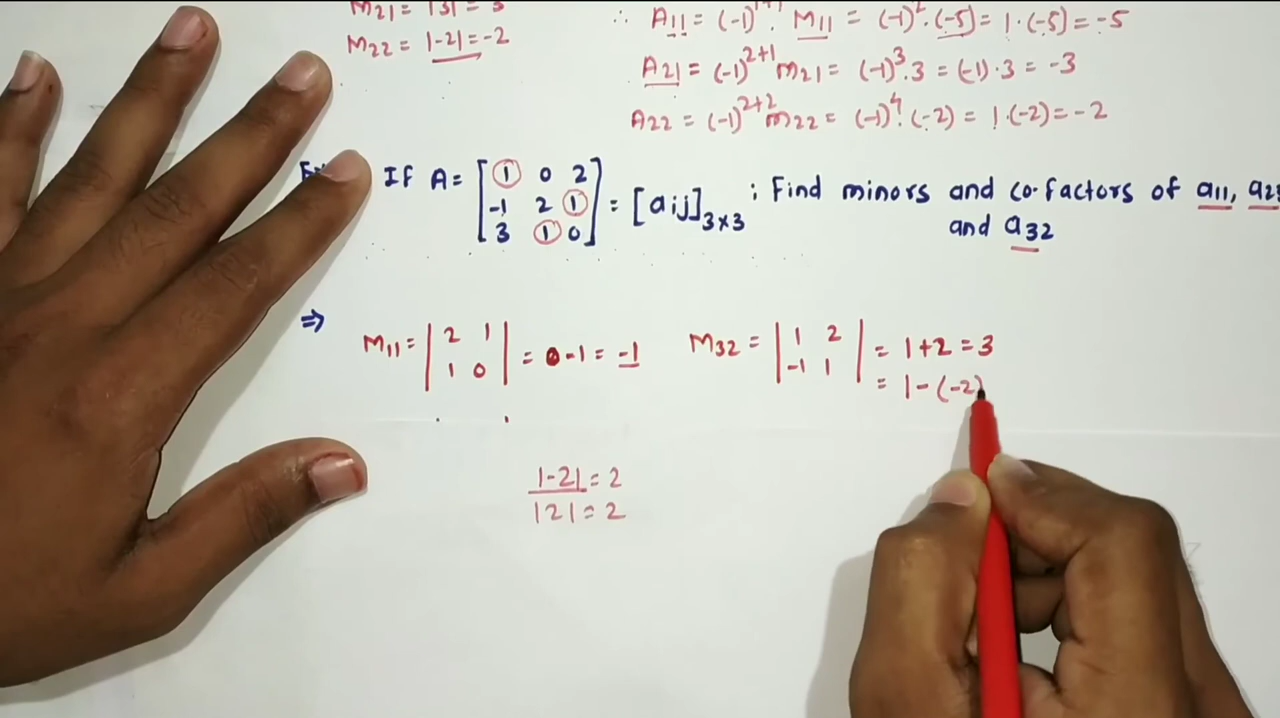 M21 = |3| = 3
M22 = |-2| = -2
∴ A11 = (-1)^1+1 . M11 = (-1)^2 . (-5) = 1 . (-5) = -5
A21 = (-1)^2+1 M21 = (-1)^3 . 3 = (-1) . 3 = -3
A22 = (-1)^2+2 M22 = (-1)^4 . (-2) = 1 . (-2) = -2
If A = [1 0 2
-1 2 1
3 1 0] = [aij]3×3 ; Find minors and co-factors of a11,
and a32
⇒
M11 = |2 1
1 0| = 0 - 1 = -1
M32 = |1 2
-1 1| = 1 + 2 = 3
= 1 - (-2)
|-2| = 2
|2| = 2